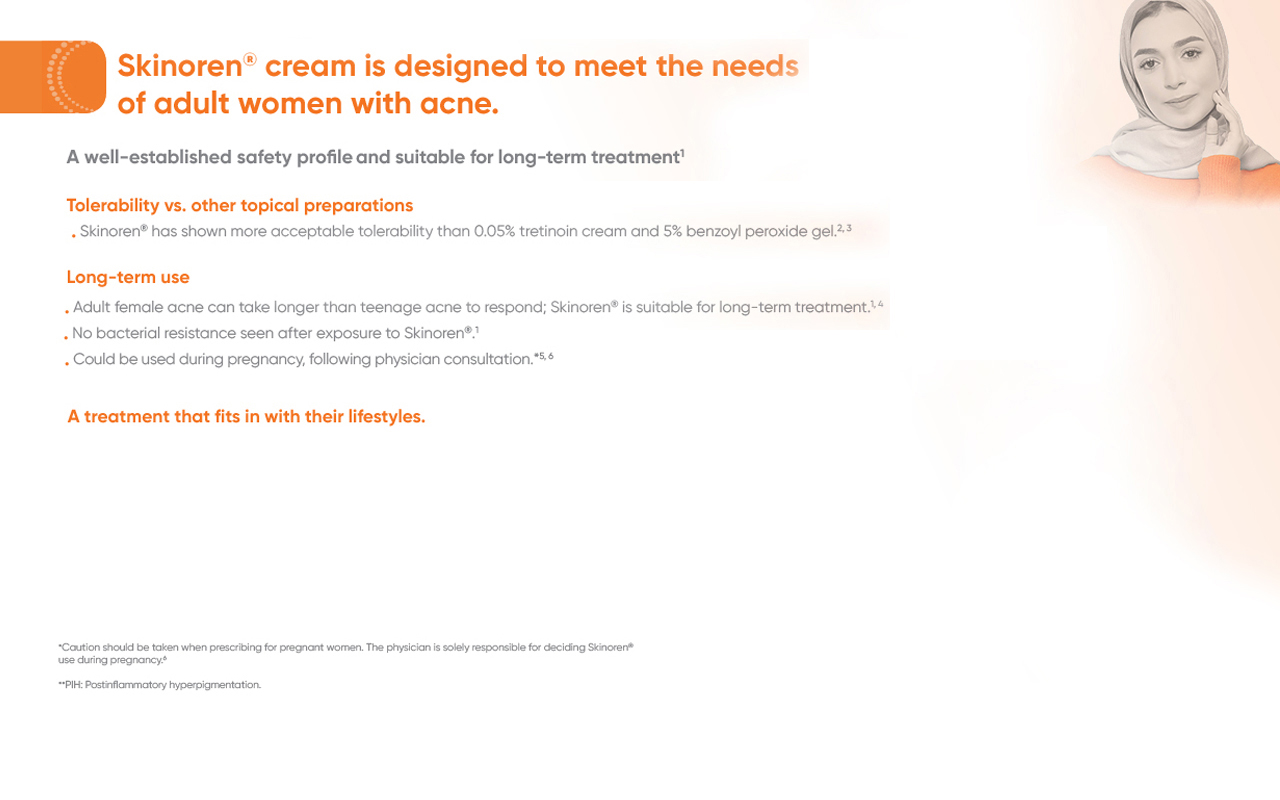 Skinoren® cream is designed to meet the needs
of adult women with acne.
A well-established safety profile and suitable for long-term treatment¹
Tolerability vs. other topical preparations
• Skinoren® has shown more acceptable tolerability than 0.05% tretinoin cream and 5% benzoyl peroxide gel.²,³
Long-term use
• Adult female acne can take longer than teenage acne to respond; Skinoren® is suitable for long-term treatment.¹,⁴
• No bacterial resistance seen after exposure to Skinoren®.¹
• Could be used during pregnancy, following physician consultation.*⁵,⁶
A treatment that fits in with their lifestyles.
*Caution should be taken when prescribing for pregnant women. The physician is solely responsible for deciding Skinoren®
use during pregnancy.⁶
**PIH: Postinflammatory hyperpigmentation.